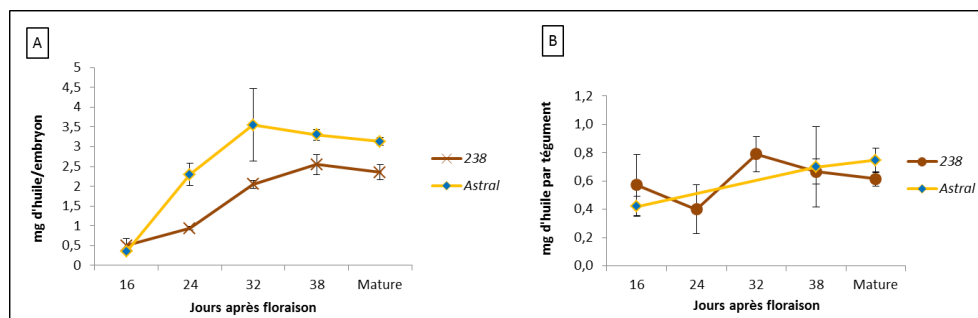 A
mg d'huile/embryon
5
4,5
4
3,5
3
2,5
2
1,5
1
0,5
0
16 24 32 38 Mature
Jours après floraison
238
Astral
B
mg d'huile par tégument
1,2
1,0
0,8
0,6
0,4
0,2
0,0
16 24 32 38 Mature
Jours après floraison
238
Astral